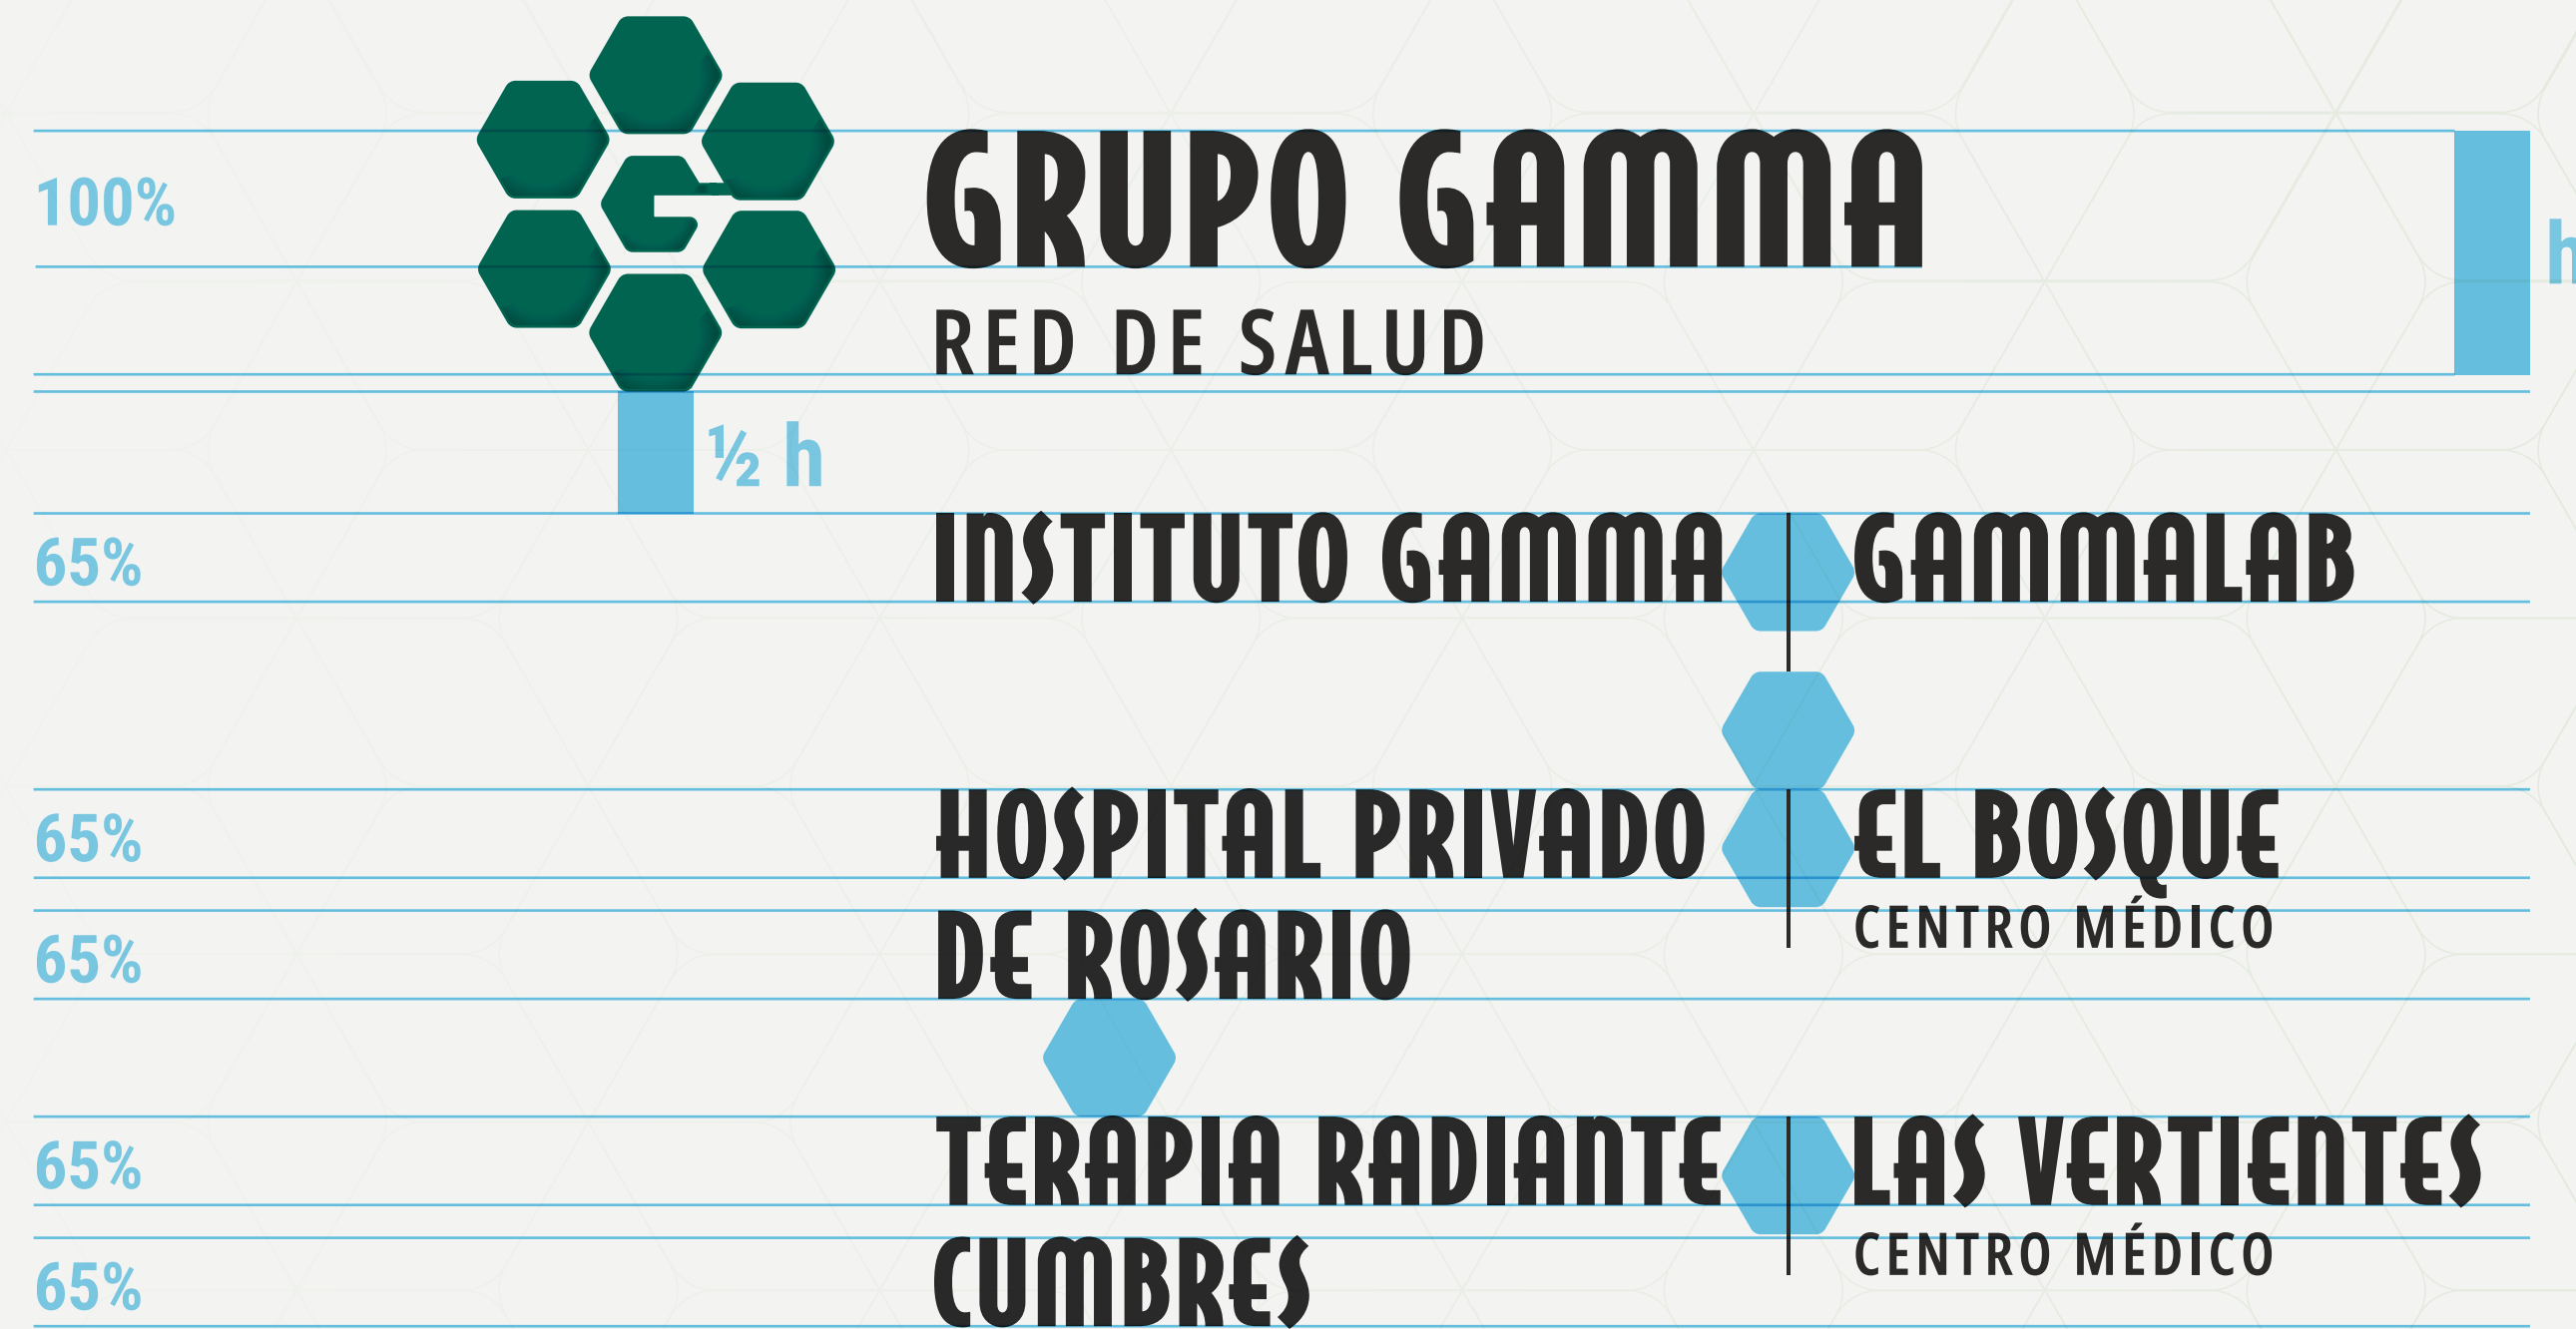 100%
GRUPO GAMMA
h
RED DE SALUD
½ h
65%
INSTITUTO GAMMA
GAMMALAB
65%
HOSPITAL PRIVADO
DE ROSARIO
EL BOSQUE
CENTRO MÉDICO
65%
65%
TERAPIA RADIANTE
CUMBRES
LAS VERTIENTES
CENTRO MÉDICO
65%